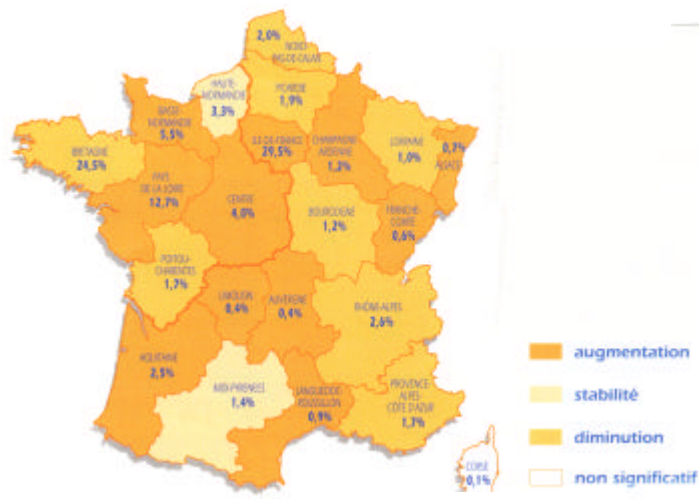 2,0%
NORD-
PAS-DE-CALAIS
HAUTE-
NORMANDIE
3,3%
PICARDIE
1,9%
BASSE-
NORMANDIE
5,5%
ILE-DE-FRANCE
29,5%
CHAMPAGNE-
ARDENNE
1,2%
LORRAINE
1,0%
0,7%
ALSACE
BRETAGNE
24,5%
PAYS
DE LA LOIRE
12,7%
CENTRE
4,0%
BOURGOGNE
1,2%
FRANCHE-
COMTÉ
0,6%
POITOU-
CHARENTES
1,7%
LIMOUSIN
0,4%
AUVERGNE
0,4%
RHÔNE-ALPES
2,6%
AQUITAINE
2,5%
MIDI-PYRENEES
1,4%
LANGUEDOC-
ROUSSILLON
0,9%
PROVENCE-
ALPES-
CÔTE D'AZUR
1,7%
CORSE
0,1%
augmentation
stabilité
diminution
non significatif